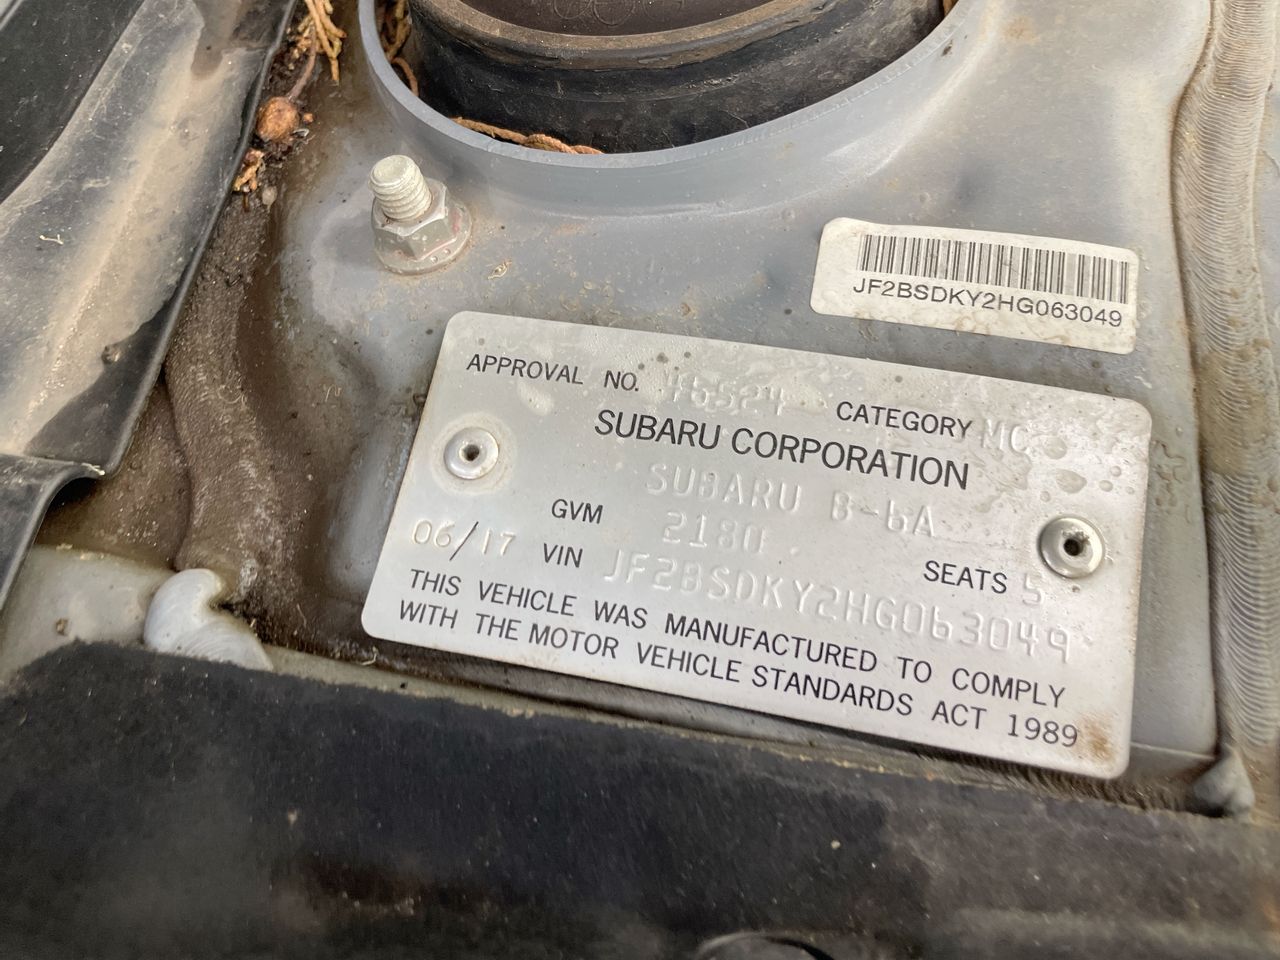 JF2BSDKY2HG063049
APPROVAL NO. 46524 CATEGORY MC
SUBARU CORPORATION
SUBARU B-6A
GVM 2180
06/17 VIN JF2BSDKY2HG063049 SEATS 5
THIS VEHICLE WAS MANUFACTURED TO COMPLY
WITH THE MOTOR VEHICLE STANDARDS ACT 1989